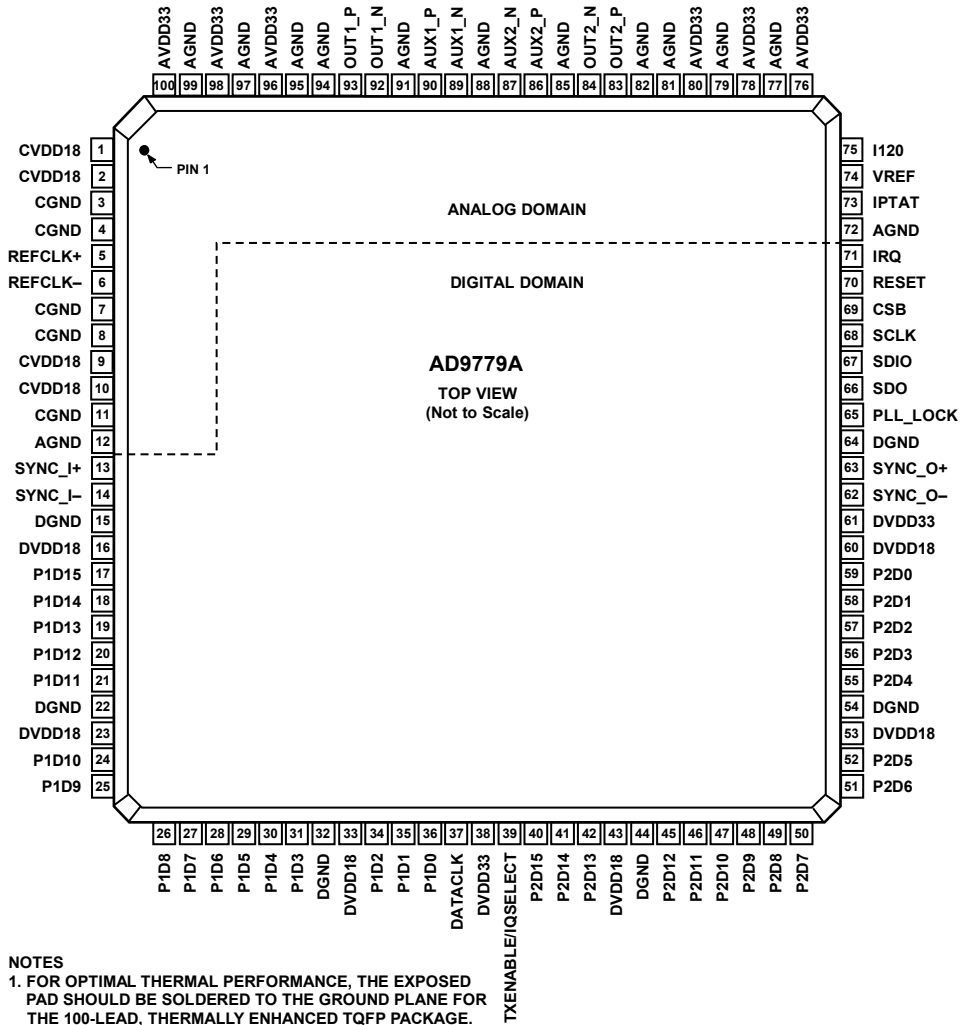 AVDD33
AGND
AVDD33
AGND
AVDD33
AGND
AGND
OUT1_P
OUT1_N
AGND
AUX1_P
AUX1_N
AGND
AUX2_N
AUX2_P
AGND
OUT2_N
OUT2_P
AGND
AGND
AVDD33
AGND
AVDD33
AGND
AVDD33
100 99 98 97 96 95 94 93 92 91 90 89 88 87 86 85 84 83 82 81 80 79 78 77 76
CVDD18 1
CVDD18 2
CGND 3
CGND 4
REFCLK+ 5
REFCLK– 6
CGND 7
CGND 8
CVDD18 9
CVDD18 10
CGND 11
AGND 12
SYNC_I+ 13
SYNC_I– 14
DGND 15
DVDD18 16
P1D15 17
P1D14 18
P1D13 19
P1D12 20
P1D11 21
DGND 22
DVDD18 23
P1D10 24
P1D9 25
PIN 1
ANALOG DOMAIN
DIGITAL DOMAIN
AD9779A
TOP VIEW
(Not to Scale)
75 I120
74 VREF
73 IPTAT
72 AGND
71 IRQ
70 RESET
69 CSB
68 SCLK
67 SDIO
66 SDO
65 PLL_LOCK
64 DGND
63 SYNC_O+
62 SYNC_O–
61 DVDD33
60 DVDD18
59 P2D0
58 P2D1
57 P2D2
56 P2D3
55 P2D4
54 DGND
53 DVDD18
52 P2D5
51 P2D6
26 27 28 29 30 31 32 33 34 35 36 37 38 39 40 41 42 43 44 45 46 47 48 49 50
P1D8
P1D7
P1D6
P1D5
P1D4
P1D3
DGND
DVDD18
P1D2
P1D1
P1D0
DATACLK
DVDD33
TXENABLE/IQSELECT
P2D15
P2D14
P2D13
DVDD18
DGND
P2D12
P2D11
P2D10
P2D9
P2D8
P2D7
NOTES
1. FOR OPTIMAL THERMAL PERFORMANCE, THE EXPOSED
PAD SHOULD BE SOLDERED TO THE GROUND PLANE FOR
THE 100-LEAD, THERMALLY ENHANCED TQFP PACKAGE.